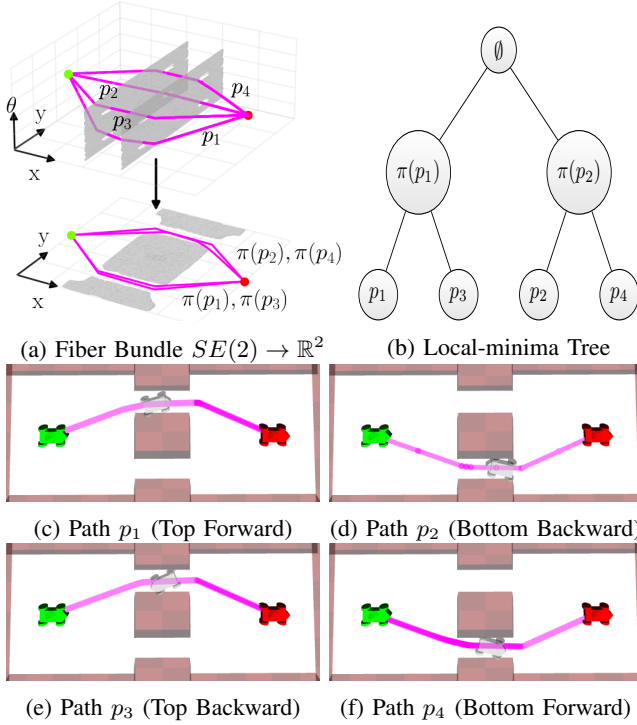 p₂
p₄
θ
y
p₃
p₁
x
y
π(p₂), π(p₄)
x
π(p₁), π(p₃)
(a) Fiber Bundle SE(2) → ℝ²
∅
π(p₁)
π(p₂)
p₁
p₃
p₂
p₄
(b) Local-minima Tree
(c) Path p₁ (Top Forward)
(d) Path p₂ (Bottom Backward)
(e) Path p₃ (Top Backward)
(f) Path p₄ (Bottom Forward)